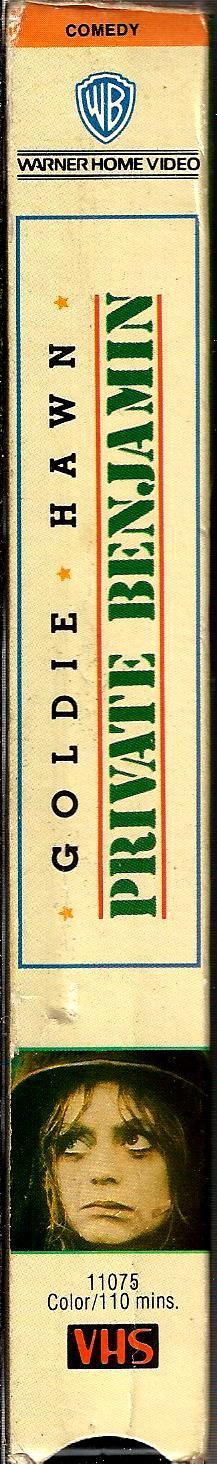 COMEDY
WB
WARNER HOME VIDEO
GOLDIE HAWN
PRIVATE BENJAMIN
11075
Color/110 mins.
VHS